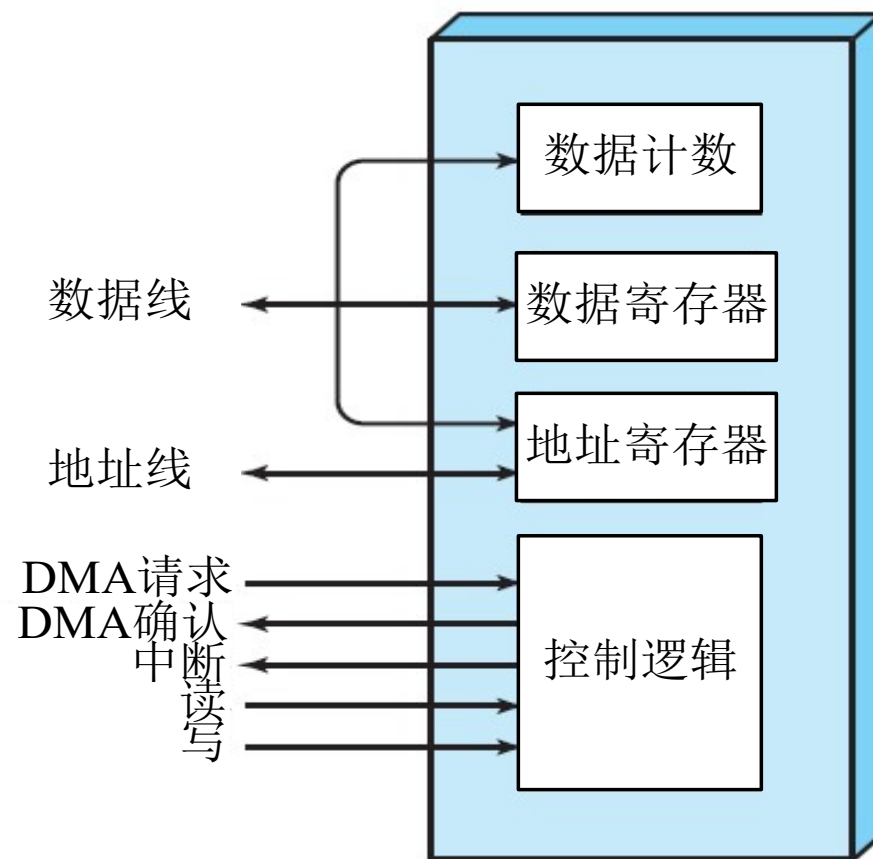 数据计数
数据线
数据寄存器
地址寄存器
地址线
DMA请求
DMA确认
中断
读
写
控制逻辑